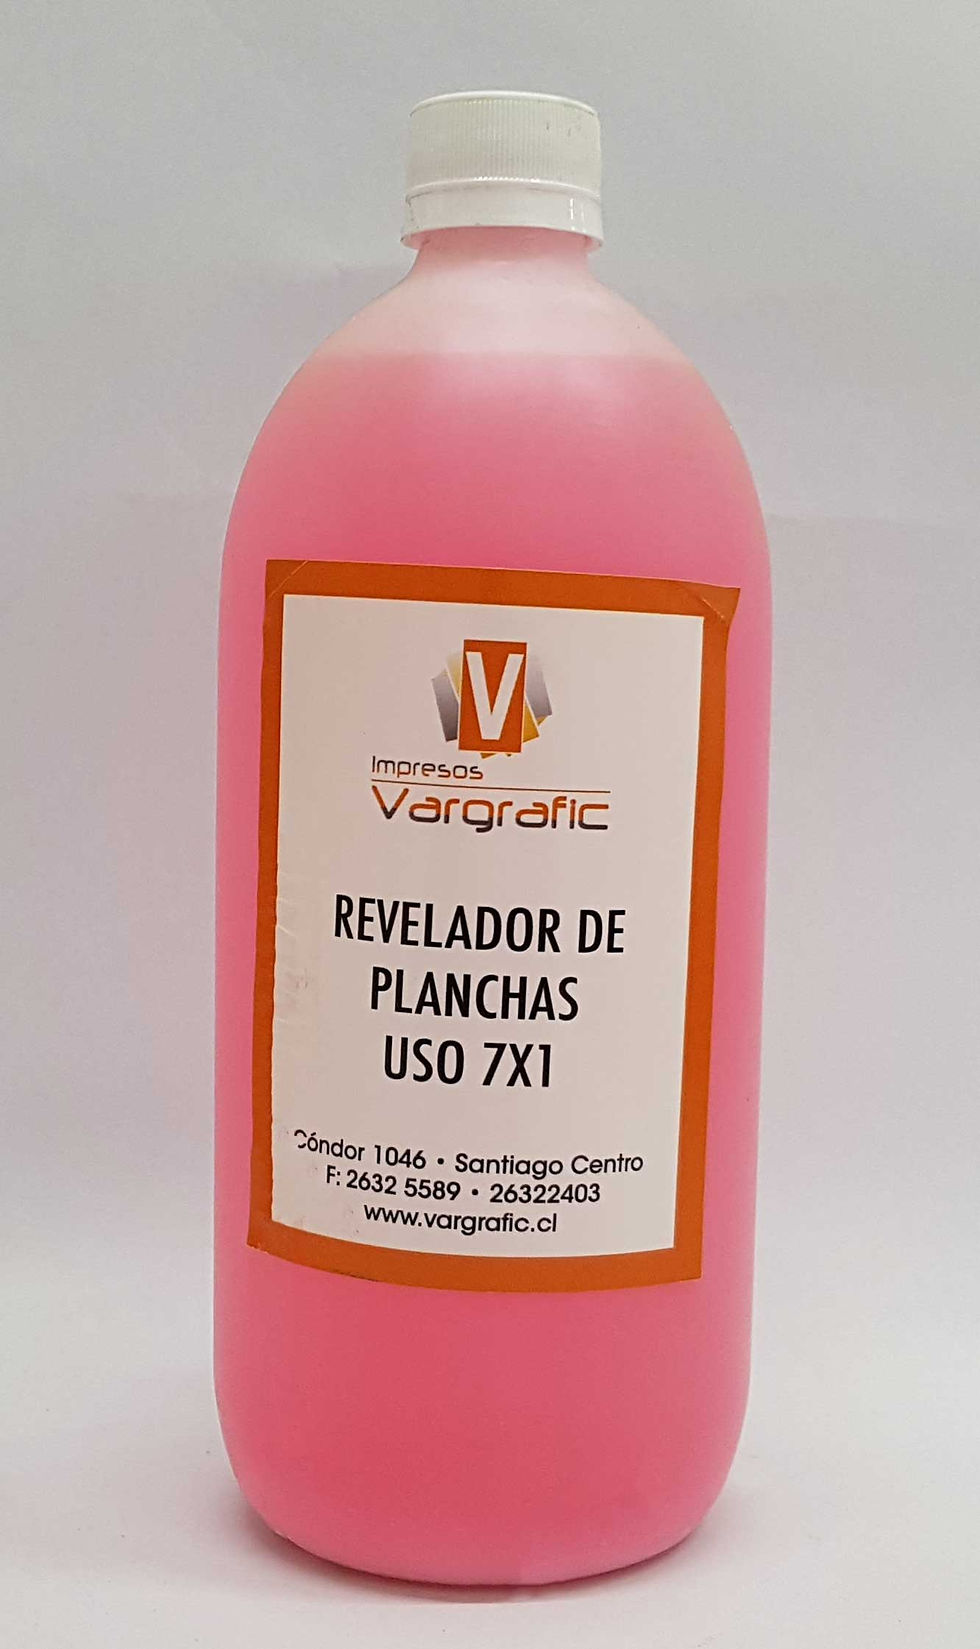 V
Impresos
Vargrafic
REVELADOR DE
PLANCHAS
USO 7X1
Cóndor 1046 • Santiago Centro
F: 2632 5589 • 26322403
www.vargrafic.cl